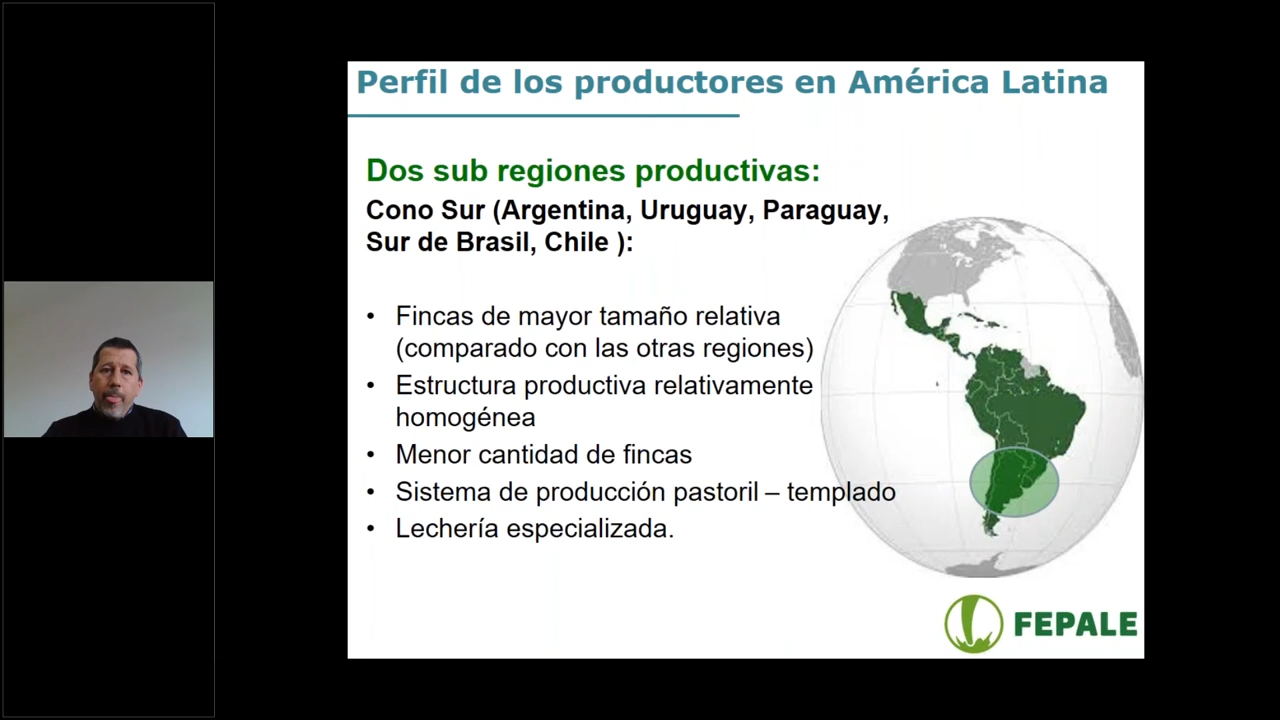 Perfil de los productores en América Latina
Dos sub regiones productivas:
Cono Sur (Argentina, Uruguay, Paraguay,
Sur de Brasil, Chile ):
• Fincas de mayor tamaño relativa
(comparado con las otras regiones)
• Estructura productiva relativamente
homogénea
• Menor cantidad de fincas
• Sistema de producción pastoril – templado
• Lechería especializada.
FEPALE